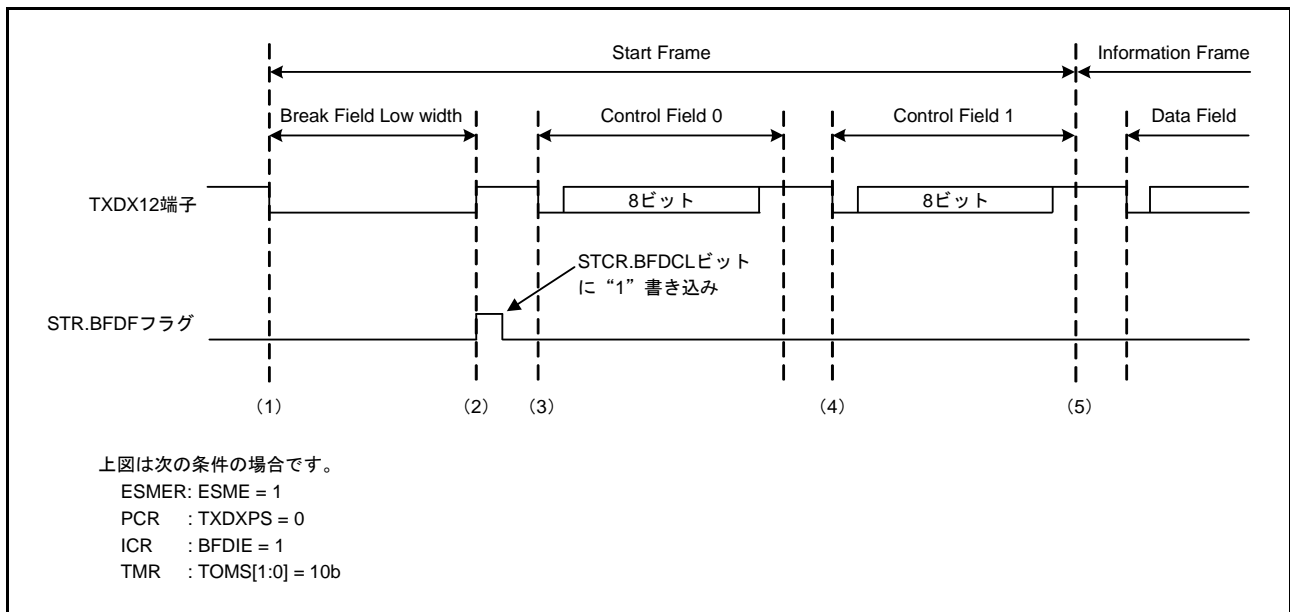 Start Frame
Information Frame
Break Field Low width
Control Field 0
Control Field 1
Data Field
TXDX12端子
8ビット
8ビット
STCR.BFDCLビット
に“1”書き込み
STR.BFDFフラグ
(1)
(2)
(3)
(4)
(5)
上図は次の条件の場合です。
ESMER: ESME = 1
PCR : TXDXPS = 0
ICR : BFDIE = 1
TMR : TOMS[1:0] = 10b